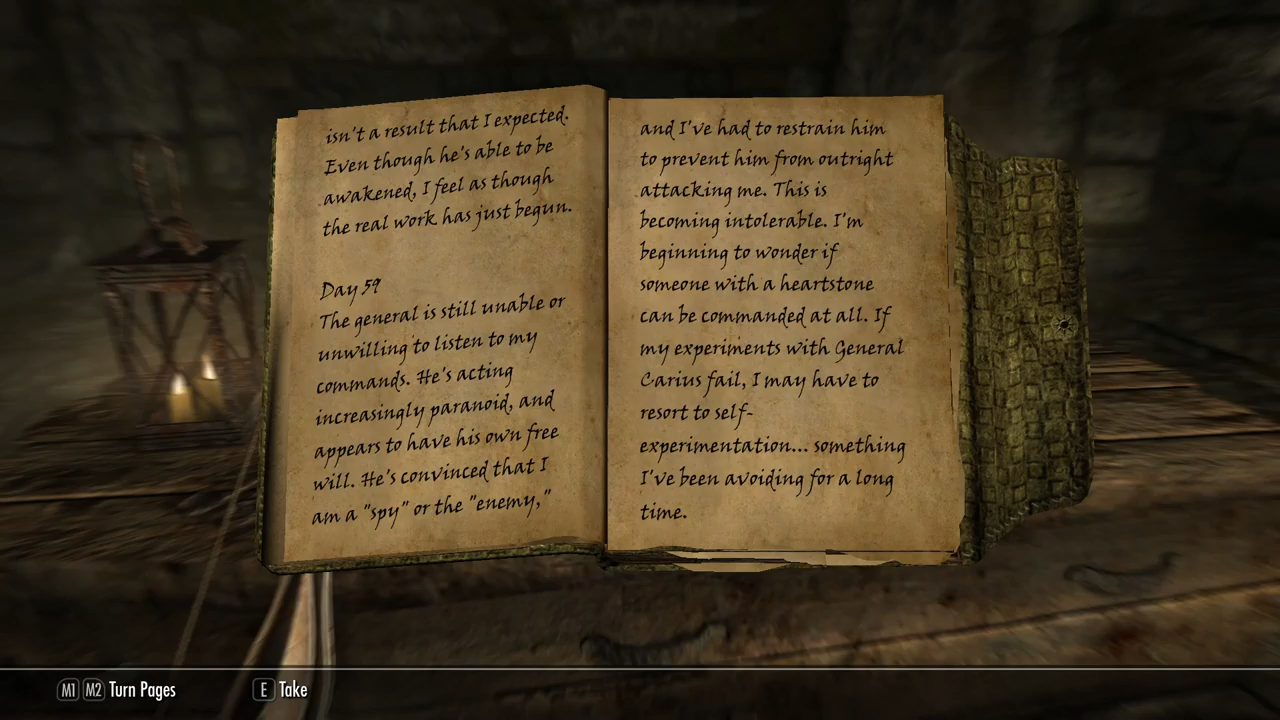 isn't a result that I expected.
Even though he's able to be
awakened, I feel as though
the real work has just begun.
Day 59
The general is still unable or
unwilling to listen to my
commands. He's acting
increasingly paranoid, and
appears to have his own free
will. He's convinced that I
am a "spy" or the "enemy,"
and I've had to restrain him
to prevent him from outright
attacking me. This is
becoming intolerable. I'm
beginning to wonder if
someone with a heartstone
can be commanded at all. If
my experiments with General
Carius fail, I may have to
resort to self-
experimentation... something
I've been avoiding for a long
time.
M1 M2 Turn Pages
E Take